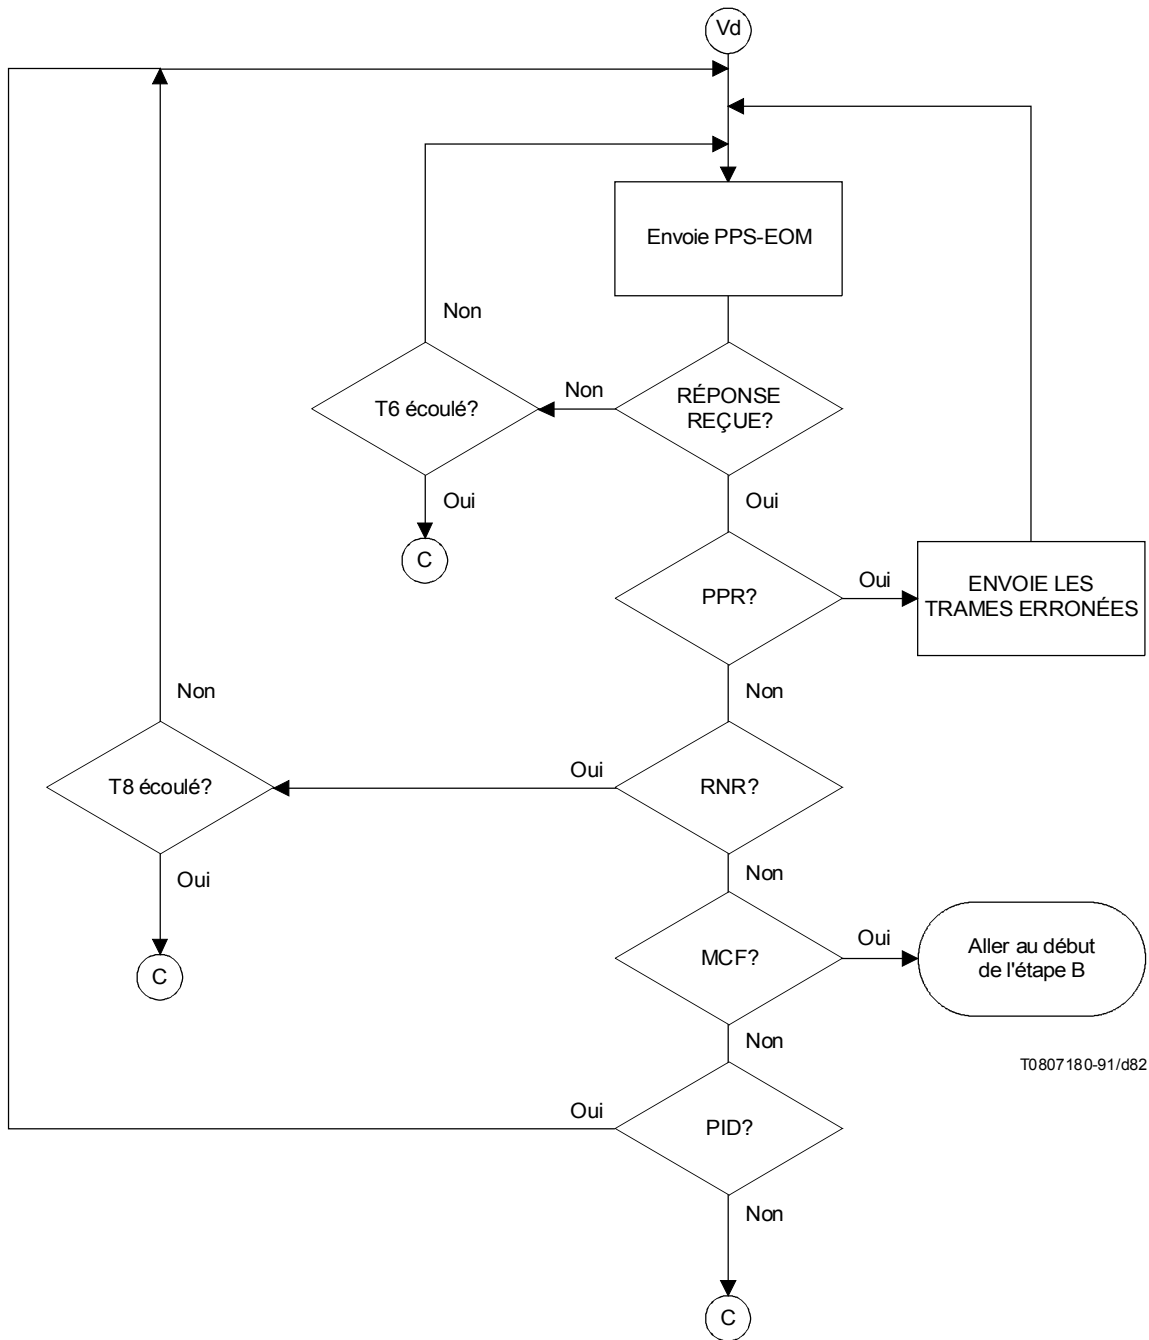 Vd
Envoie PPS-EOM
Non
T6 écoulé?
Non
RÉPONSE
REÇUE?
Oui
Oui
C
PPR?
Oui
ENVOIE LES
TRAMES ERRONÉES
Non
Non
T8 écoulé?
Oui
RNR?
Oui
Non
C
MCF?
Oui
Aller au début
de l'étape B
Non
T0807180-91/d82
Oui
PID?
Non
C